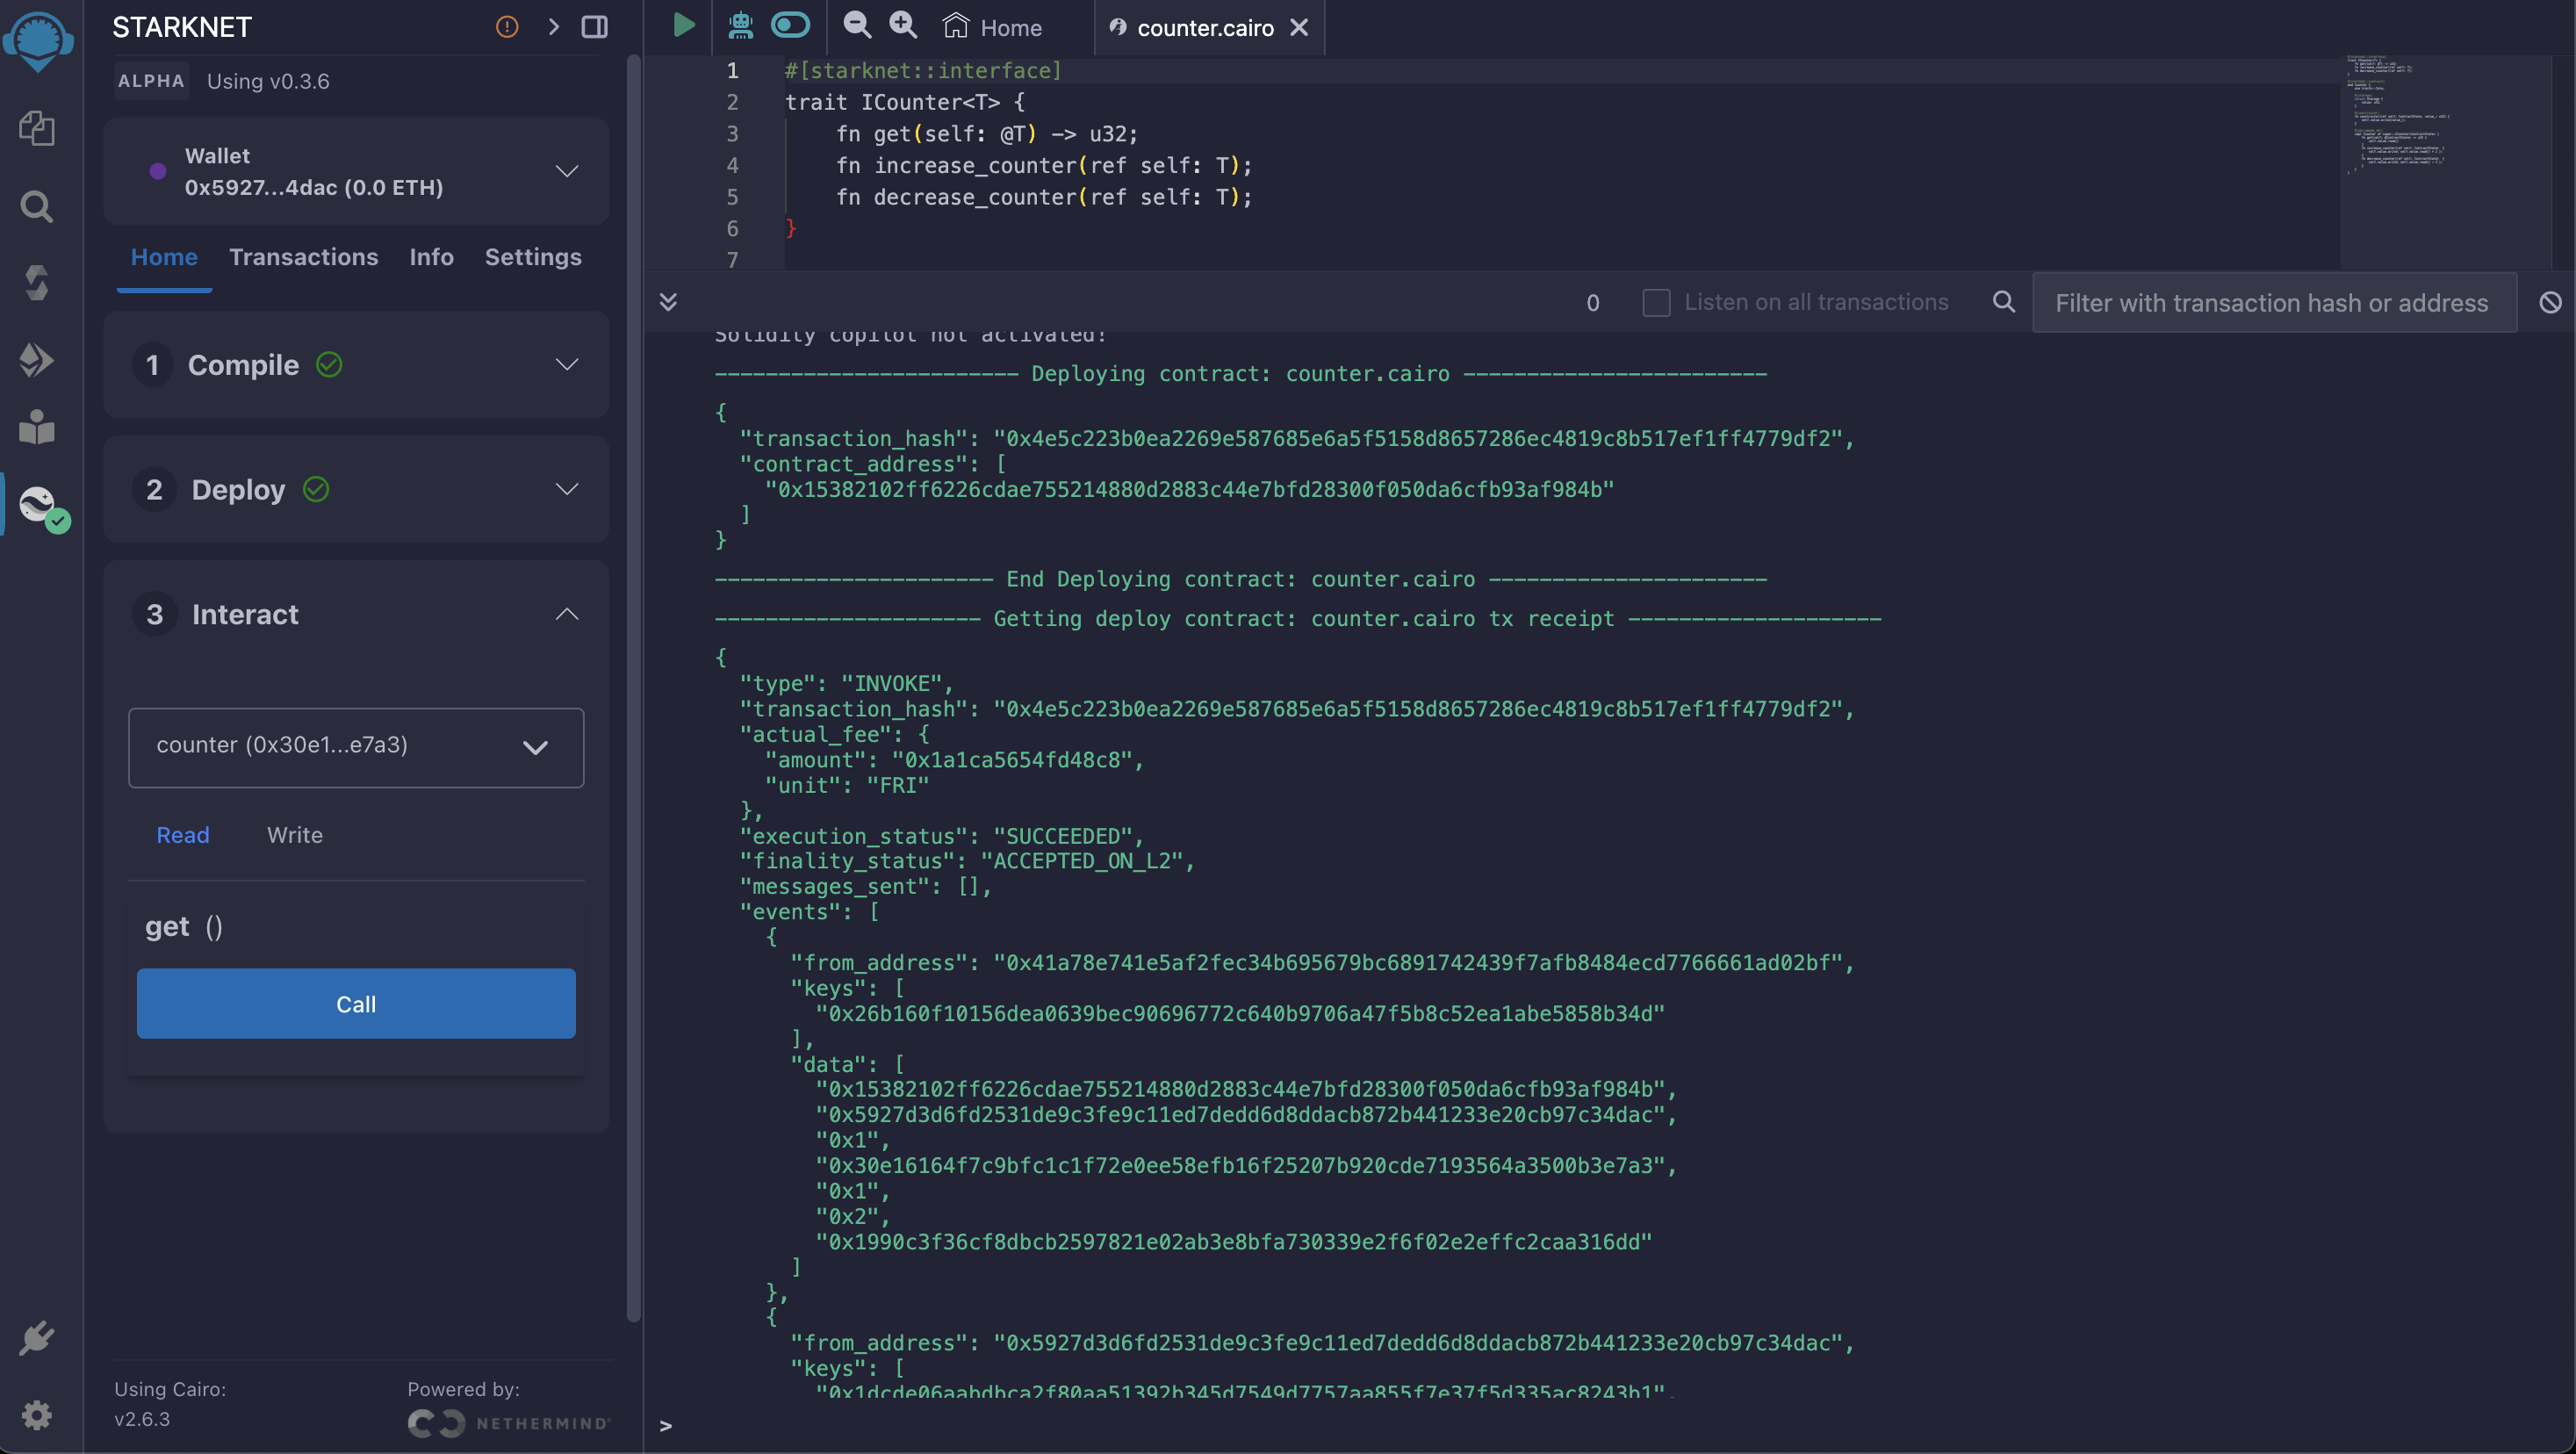 STARKNET
ALPHA Using v0.3.6
Wallet
0x5927...4dac (0.0 ETH)
Home Transactions Info Settings
1 Compile
2 Deploy
3 Interact
counter (0x30e1...e7a3)
Read Write
get ()
Call
Using Cairo:
v2.6.3
Powered by:
NETHERMIND
Home
counter.cairo
1 #[starknet::interface]
2 trait ICounter<T> {
3 fn get(self: @T) -> u32;
4 fn increase_counter(ref self: T);
5 fn decrease_counter(ref self: T);
6 }
7
0 Listen on all transactions Filter with transaction hash or address
Solidity copilot not activated!
------------------------ Deploying contract: counter.cairo ------------------------
{
"transaction_hash": "0x4e5c223b0ea2269e587685e6a5f5158d8657286ec4819c8b517ef1ff4779df2",
"contract_address": [
"0x15382102ff6226cdae755214880d2883c44e7bfd28300f050da6cfb93af984b"
]
}
---------------------- End Deploying contract: counter.cairo ----------------------
--------------------- Getting deploy contract: counter.cairo tx receipt --------------------
{
"type": "INVOKE",
"transaction_hash": "0x4e5c223b0ea2269e587685e6a5f5158d8657286ec4819c8b517ef1ff4779df2",
"actual_fee": {
"amount": "0x1a1ca5654fd48c8",
"unit": "FRI"
},
"execution_status": "SUCCEEDED",
"finality_status": "ACCEPTED_ON_L2",
"messages_sent": [],
"events": [
{
"from_address": "0x41a78e741e5af2fec34b695679bc6891742439f7afb8484ecd7766661ad02bf",
"keys": [
"0x26b160f10156dea0639bec90696772c640b9706a47f5b8c52ea1abe5858b34d"
],
"data": [
"0x15382102ff6226cdae755214880d2883c44e7bfd28300f050da6cfb93af984b",
"0x5927d3d6fd2531de9c3fe9c11ed7dedd6d8ddacb872b441233e20cb97c34dac",
"0x1",
"0x30e16164f7c9bfc1c1f72e0ee58efb16f25207b920cde7193564a3500b3e7a3",
"0x1",
"0x2",
"0x1990c3f36cf8dbcb2597821e02ab3e8bfa730339e2f6f02e2effc2caa316dd"
]
},
{
"from_address": "0x5927d3d6fd2531de9c3fe9c11ed7dedd6d8ddacb872b441233e20cb97c34dac",
"keys": [
"0x1dcde06aabdbca2f80aa51392b345d7549d7757aa855f7e37f5d335ac8243b1",
>